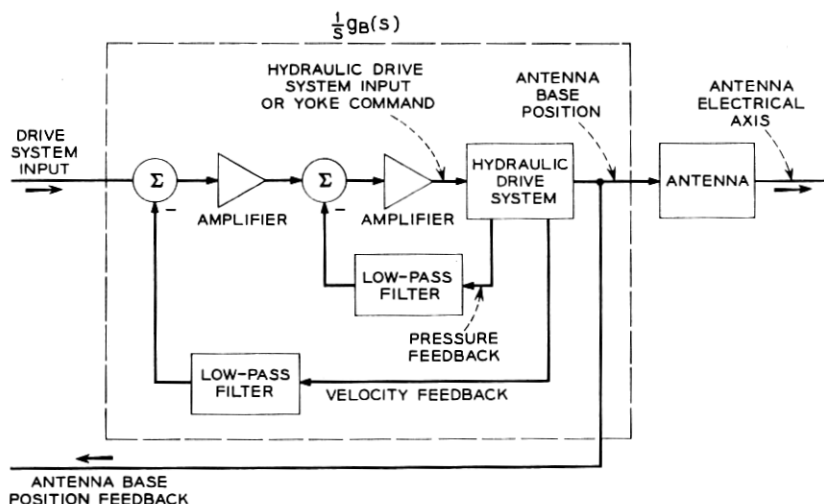 1/s gB(s)
HYDRAULIC DRIVE
SYSTEM INPUT
OR YOKE COMMAND
ANTENNA
BASE
POSITION
ANTENNA
ELECTRICAL
AXIS
DRIVE
SYSTEM
INPUT
Σ
−
AMPLIFIER
Σ
−
AMPLIFIER
HYDRAULIC
DRIVE
SYSTEM
ANTENNA
LOW-PASS
FILTER
PRESSURE
FEEDBACK
LOW-PASS
FILTER
VELOCITY FEEDBACK
ANTENNA BASE
POSITION FEEDBACK